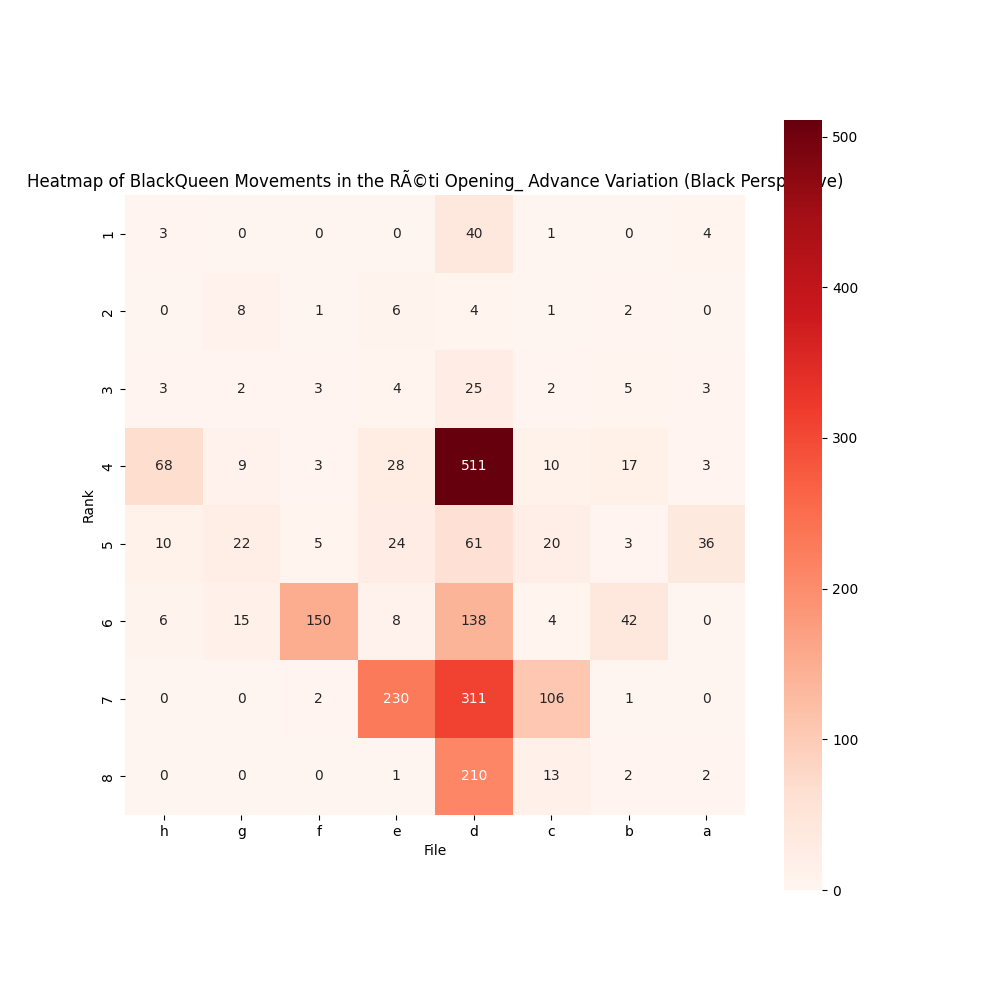 Heatmap of BlackQueen Movements in the RÃ©ti Opening_ Advance Variation (Black Persp ve)
500
1 3 0 0 0 40 1 0 4
400
2 0 8 1 6 4 1 2 0
3 3 2 3 4 25 2 5 3
300
4 68 9 3 28 511 10 17 3
Rank
5 10 22 5 24 61 20 3 36
200
6 6 15 150 8 138 4 42 0
7 0 0 2 230 311 106 1 0
100
8 0 0 0 1 210 13 2 2
h g f e d c b a
File
0